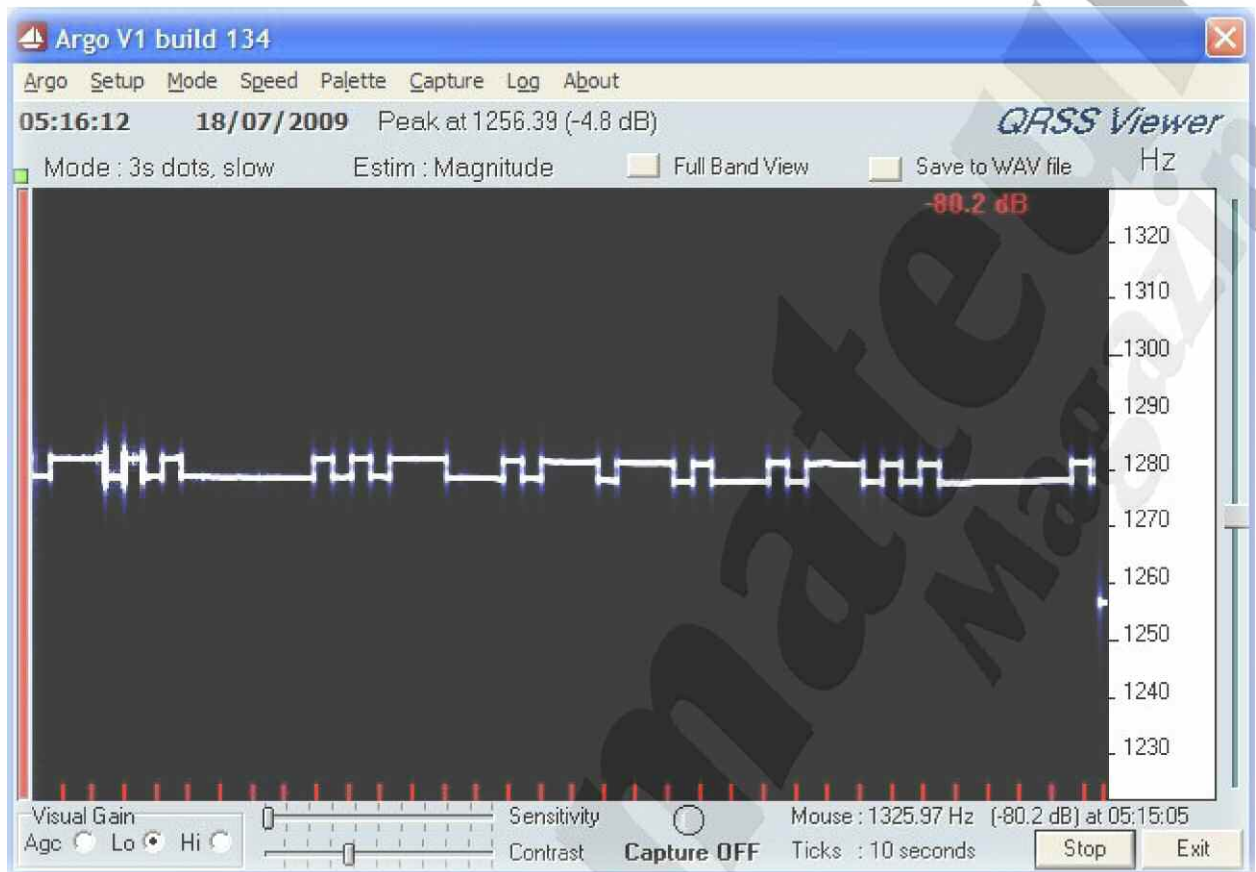 Argo V1 build 134
Argo Setup Mode Speed Palette Capture Log About
05:16:12 18/07/2009 Peak at 1256.39 (-4.8 dB) QRSS Viewer
Mode : 3s dots, slow Estim : Magnitude Full Band View Save to WAV file Hz
-80.2 dB
1320
1310
1300
1290
1280
1270
1260
1250
1240
1230
Visual Gain Sensitivity Mouse : 1325.97 Hz (-80.2 dB) at 05:15:05
Agc Lo Hi Contrast Capture OFF Ticks : 10 seconds Stop Exit